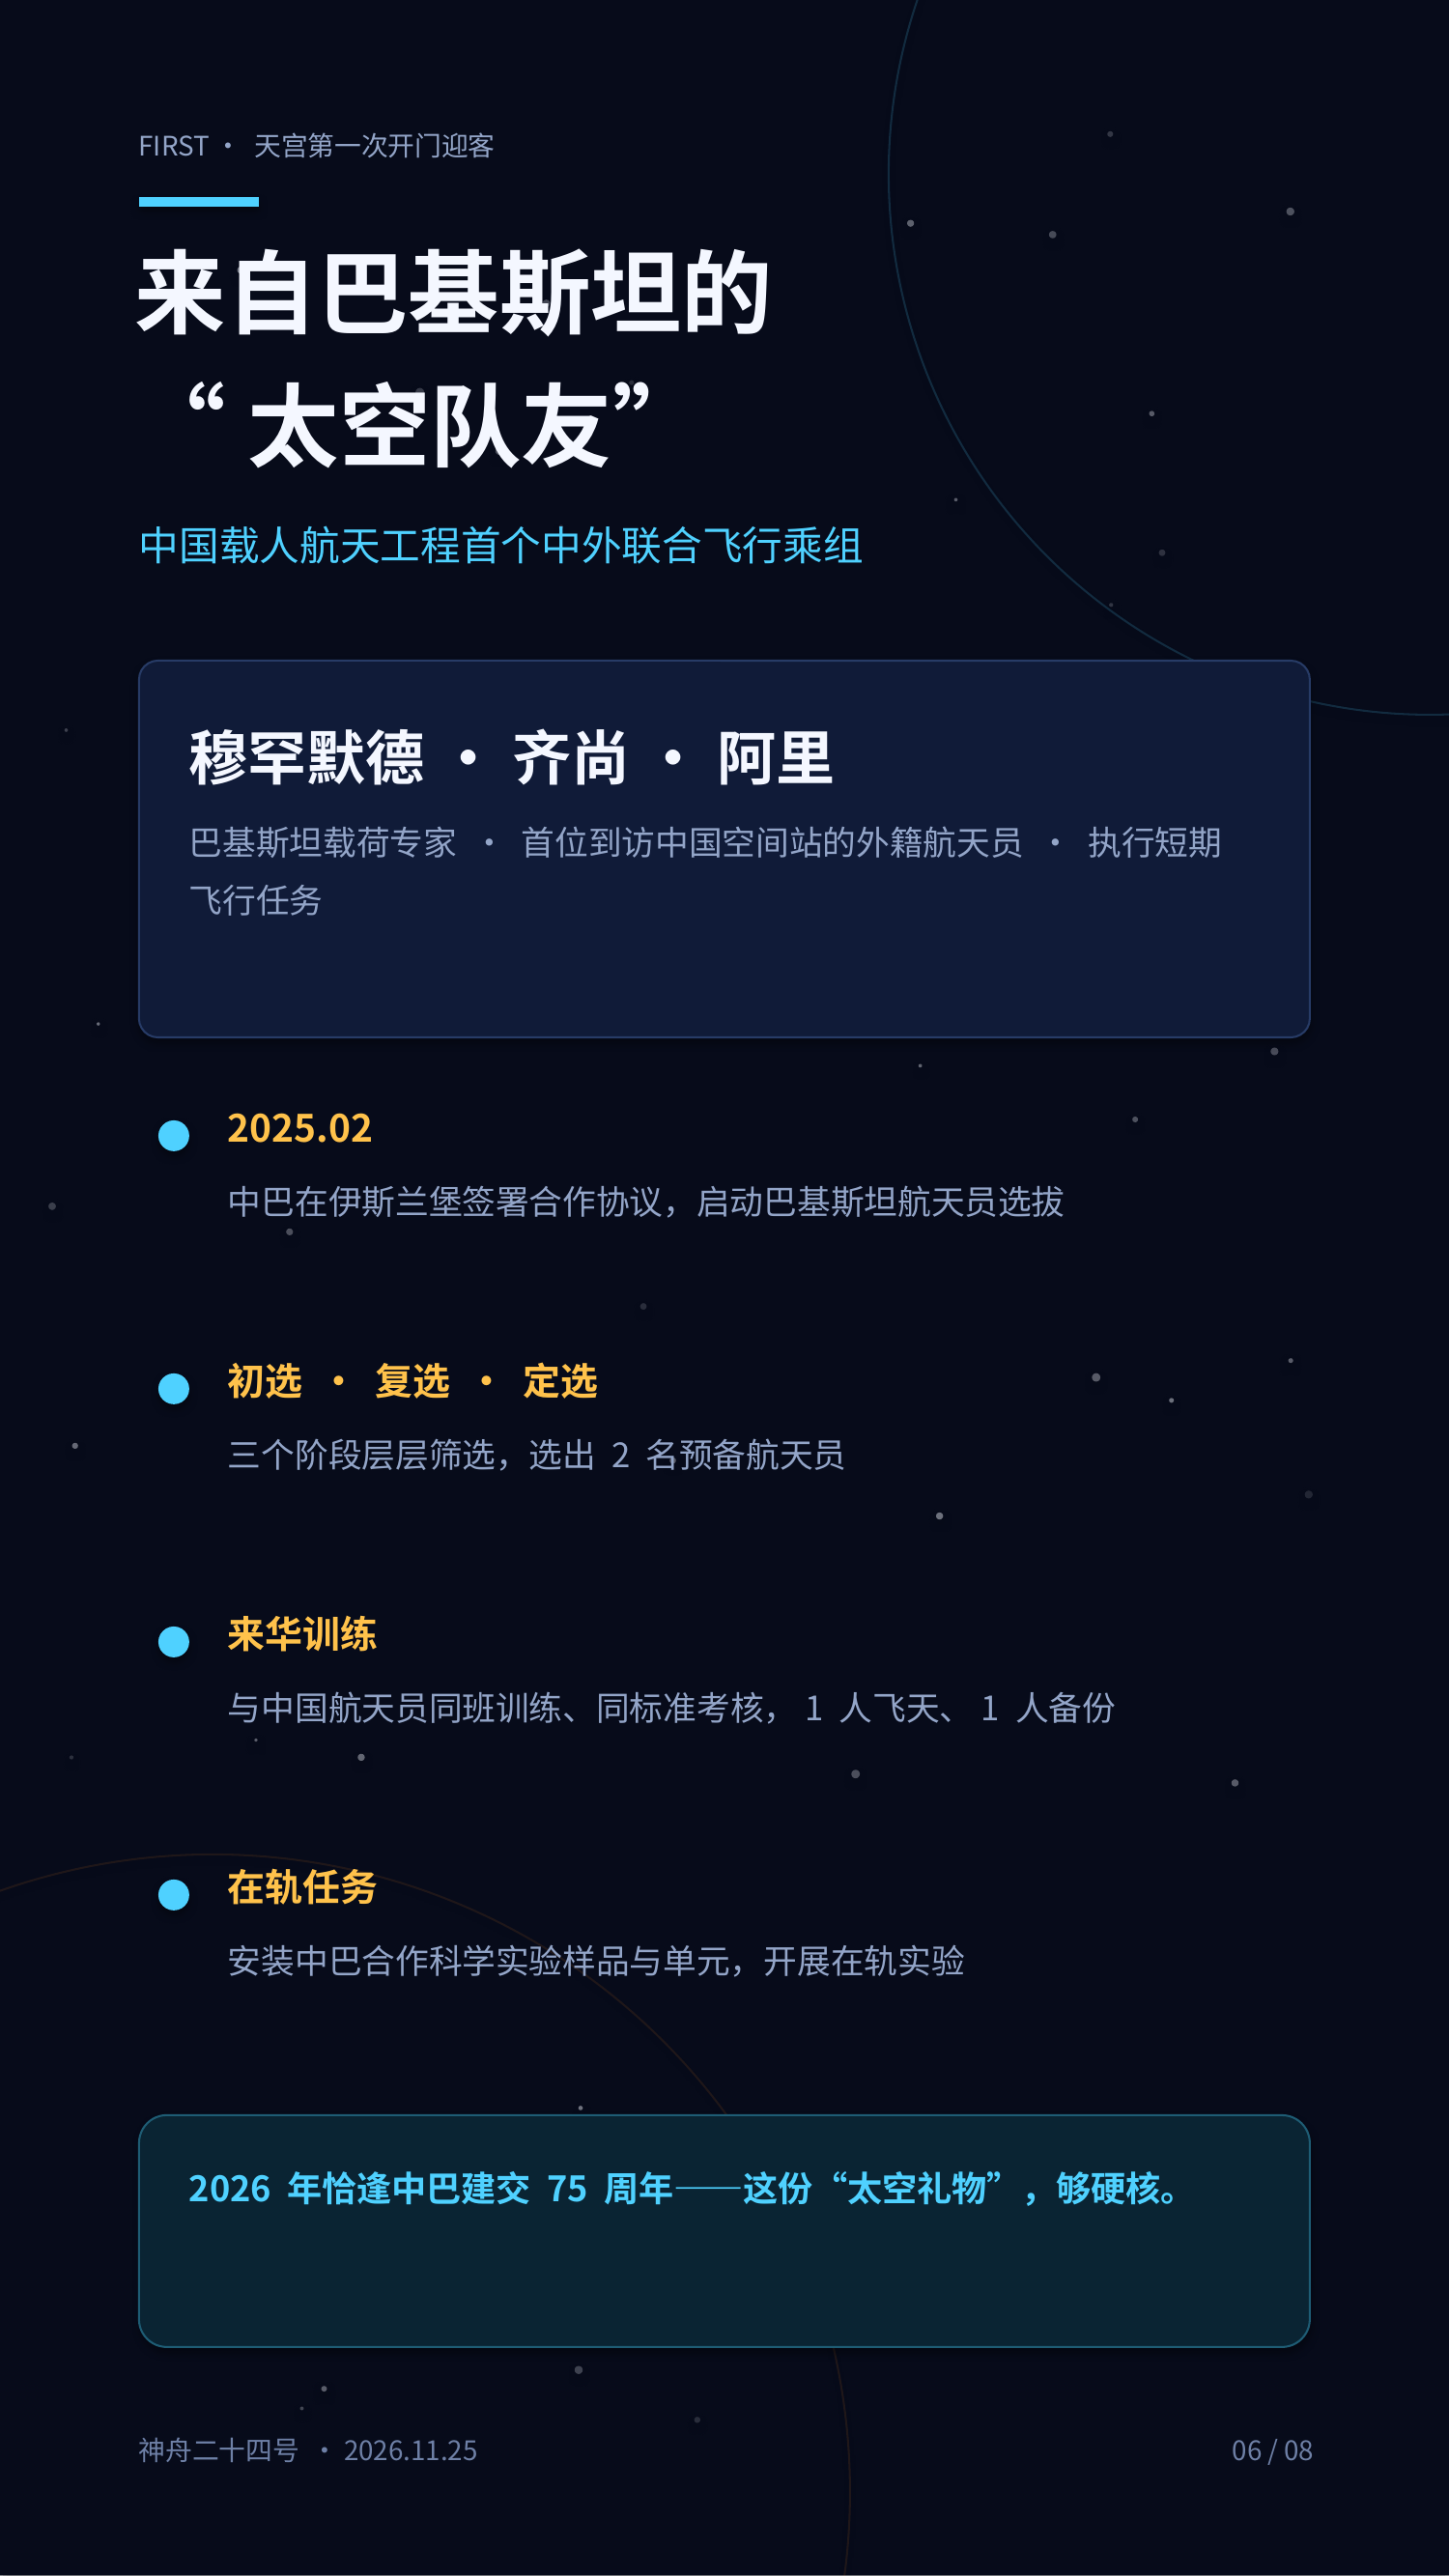 FIRST · 天宫第一次开门迎客
来自巴基斯坦的
“太空队友”
中国载人航天工程首个中外联合飞行乘组
穆罕默德 · 齐尚 · 阿里
巴基斯坦载荷专家 · 首位到访中国空间站的外籍航天员 · 执行短期
飞行任务
2025.02
中巴在伊斯兰堡签署合作协议，启动巴基斯坦航天员选拔
初选 · 复选 · 定选
三个阶段层层筛选，选出 2 名预备航天员
来华训练
与中国航天员同班训练、同标准考核，1 人飞天、1 人备份
在轨任务
安装中巴合作科学实验样品与单元，开展在轨实验
2026 年恰逢中巴建交 75 周年——这份“太空礼物”，够硬核。
神舟二十四号 · 2026.11.25
06 / 08